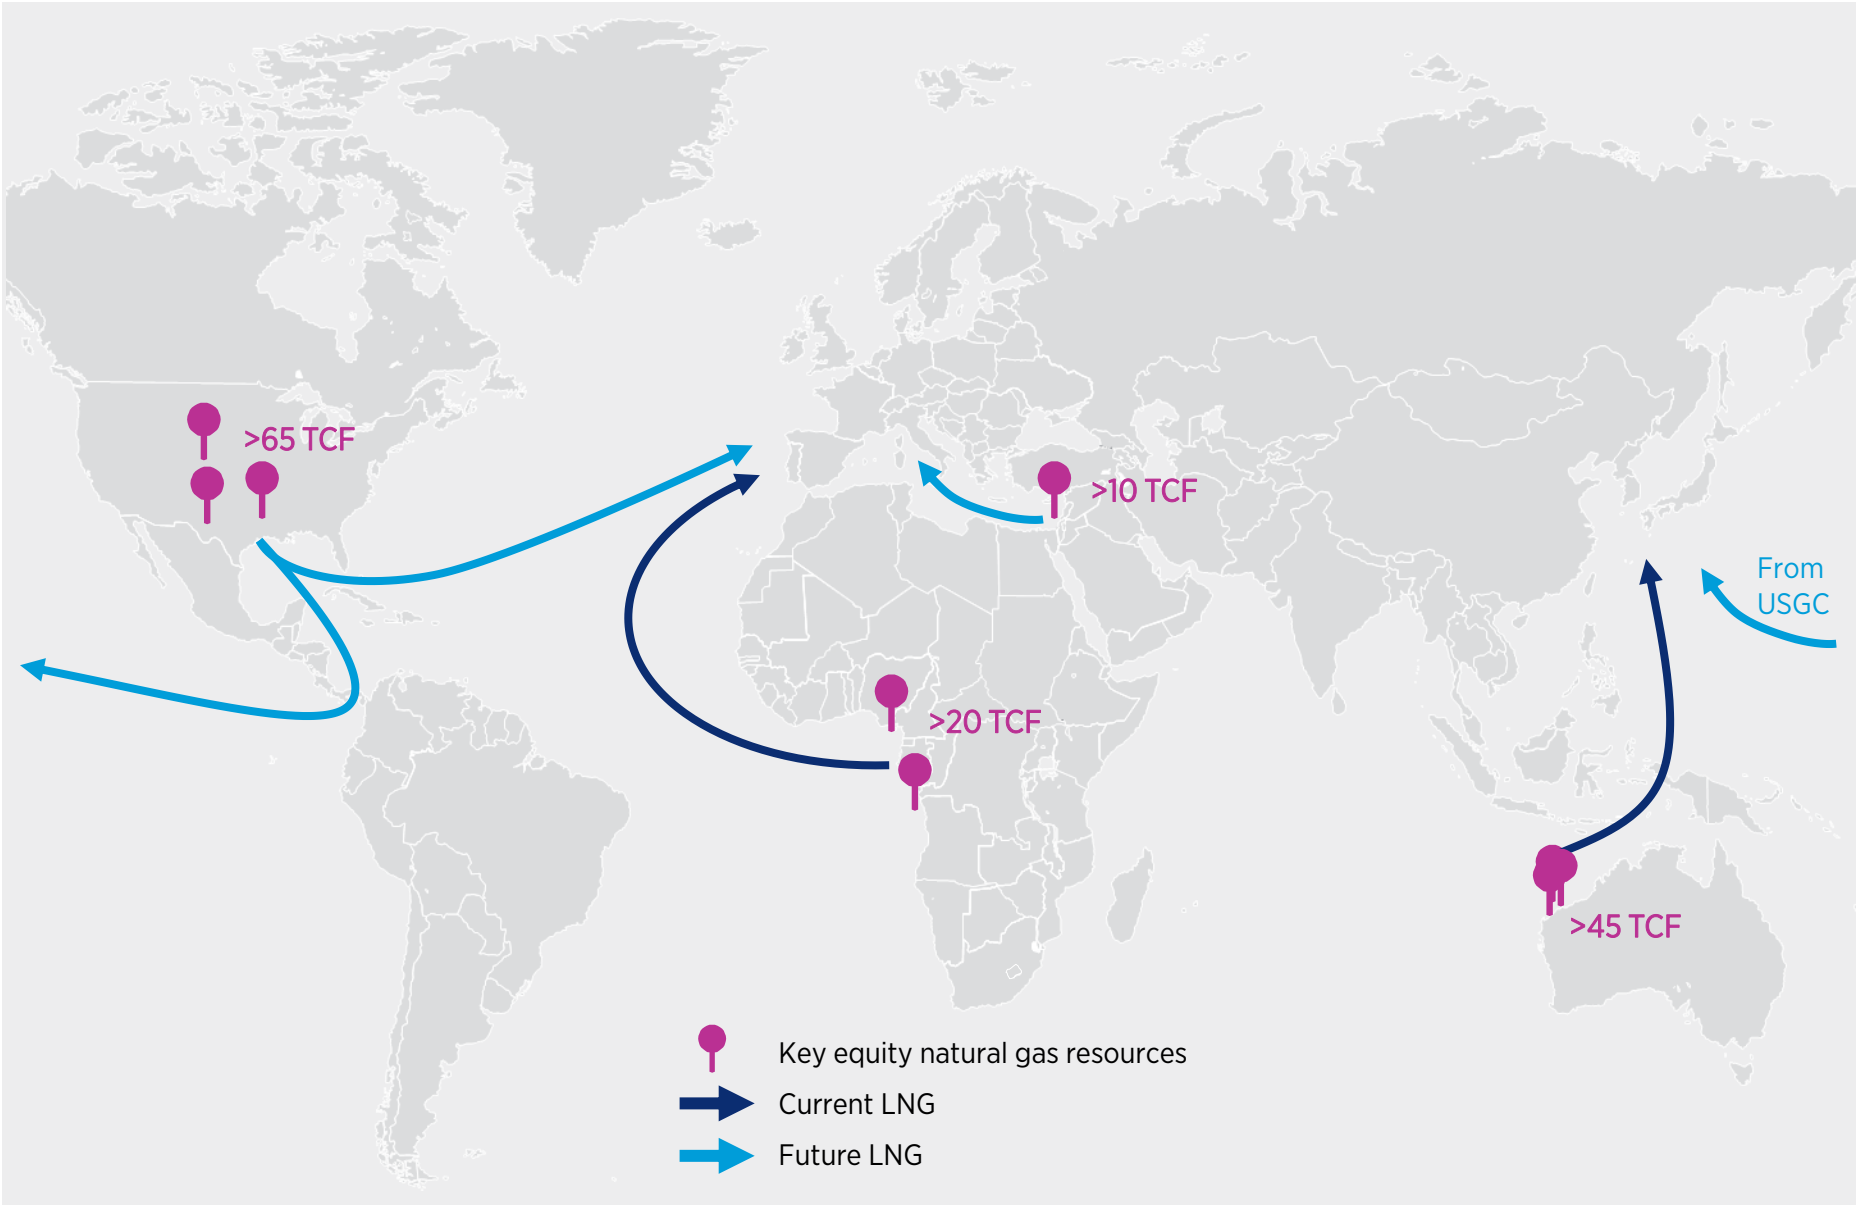 >65 TCF
>10 TCF
From
USGC
>20 TCF
>45 TCF
Key equity natural gas resources
Current LNG
Future LNG